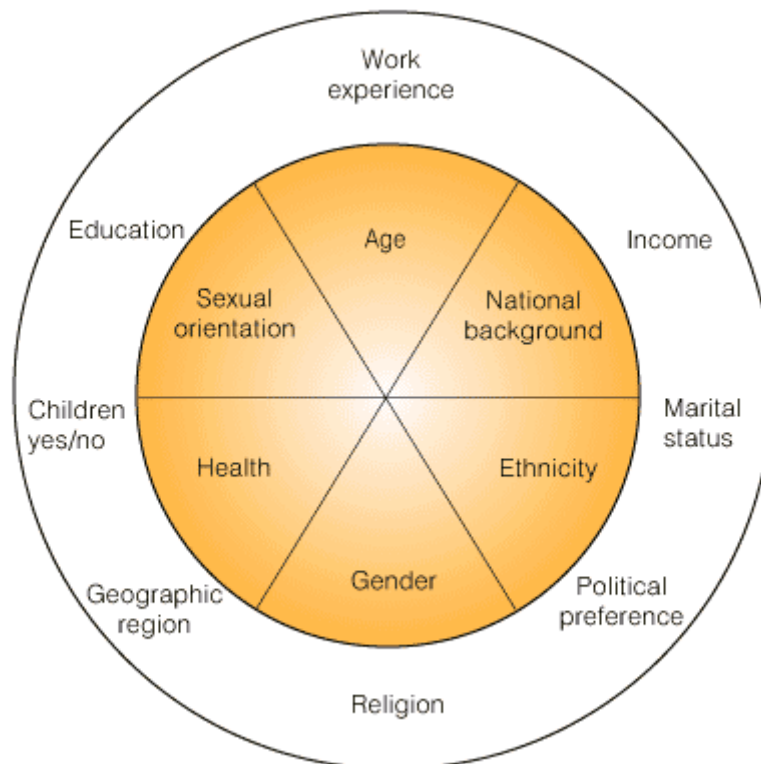 Work
experience
Education
Income
Age
Sexual
orientation
National
background
Children
yes/no
Marital
status
Health
Ethnicity
Geographic
region
Gender
Political
preference
Religion